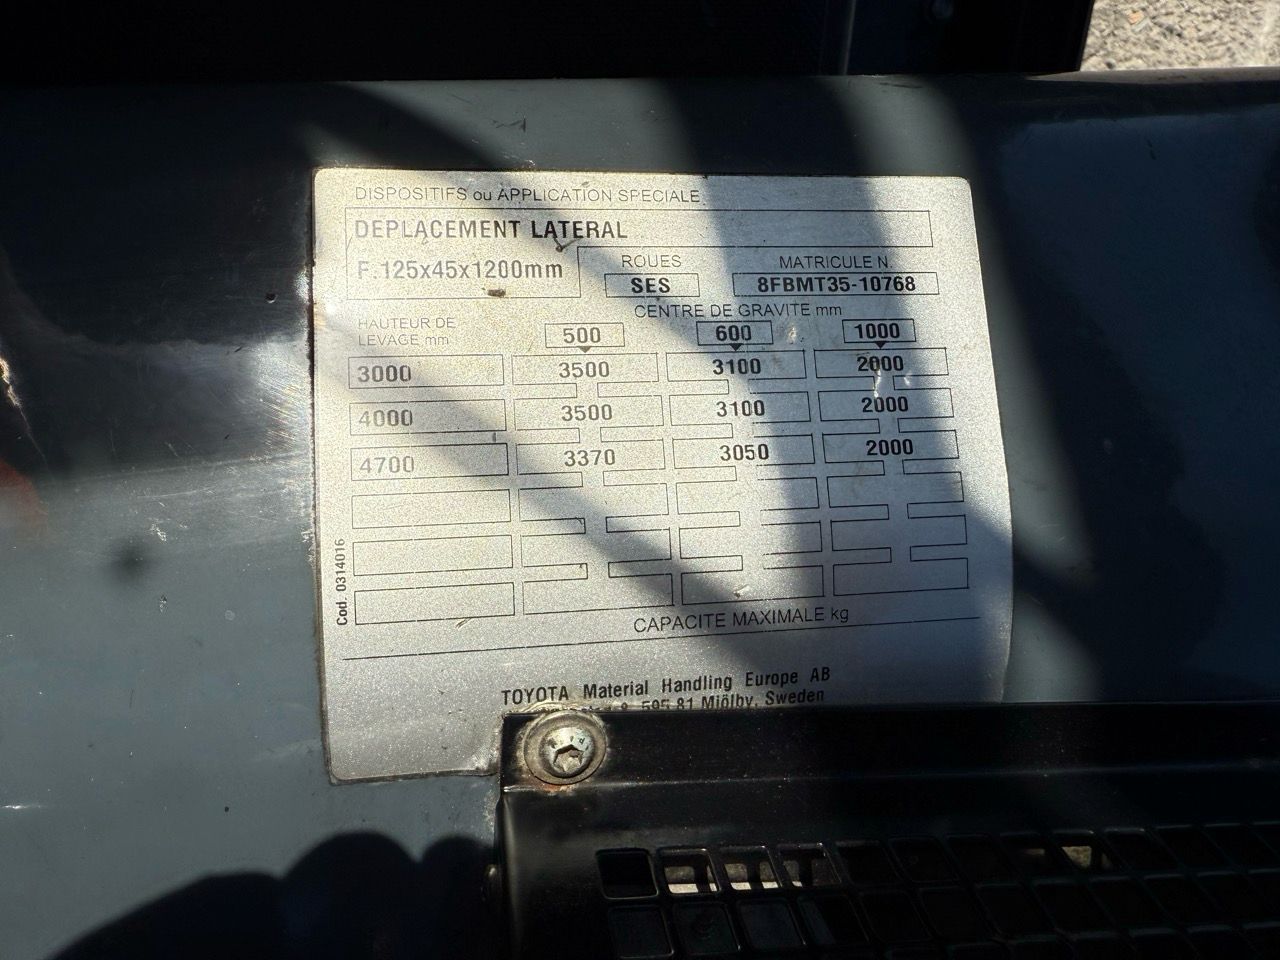 DISPOSITIFS ou APPLICATION SPECIALE
DEPLACEMENT LATERAL
F. 125x45x1200mm
ROUES
SES
MATRICULE N.
8FBMT35-10768
CENTRE DE GRAVITE mm
HAUTEUR DE
LEVAGE mm
500 600 1000
3000 3500 3100 2000
4000 3500 3100 2000
4700 3370 3050 2000
Cod. 0314016
CAPACITE MAXIMALE kg
TOYOTA Material Handling Europe AB
8, 595 81 Mjölby, Sweden